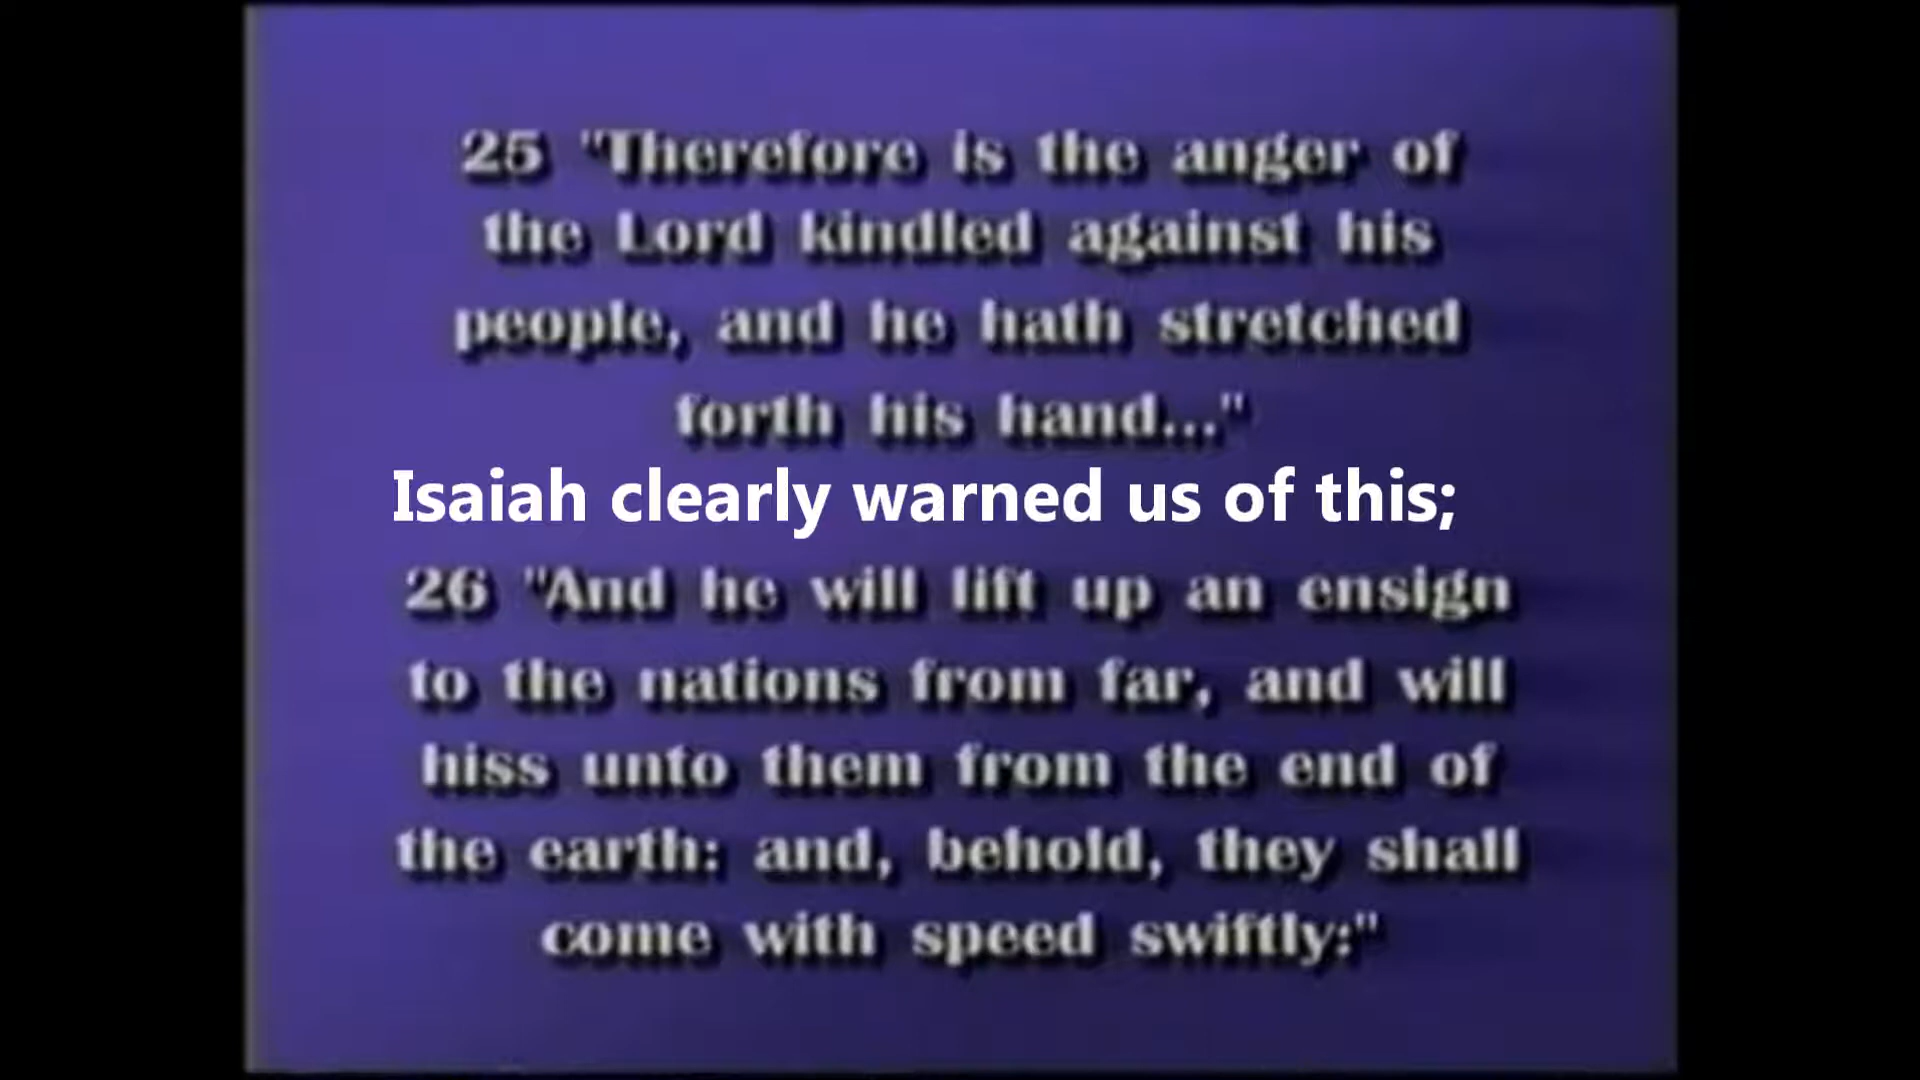 25 "Therefore is the anger of
the Lord kindled against his
people, and he hath stretched
forth his hand..."
Isaiah clearly warned us of this;
26 "And he will lift up an ensign
to the nations from far, and will
hiss unto them from the end of
the earth: and, behold, they shall
come with speed swiftly:"